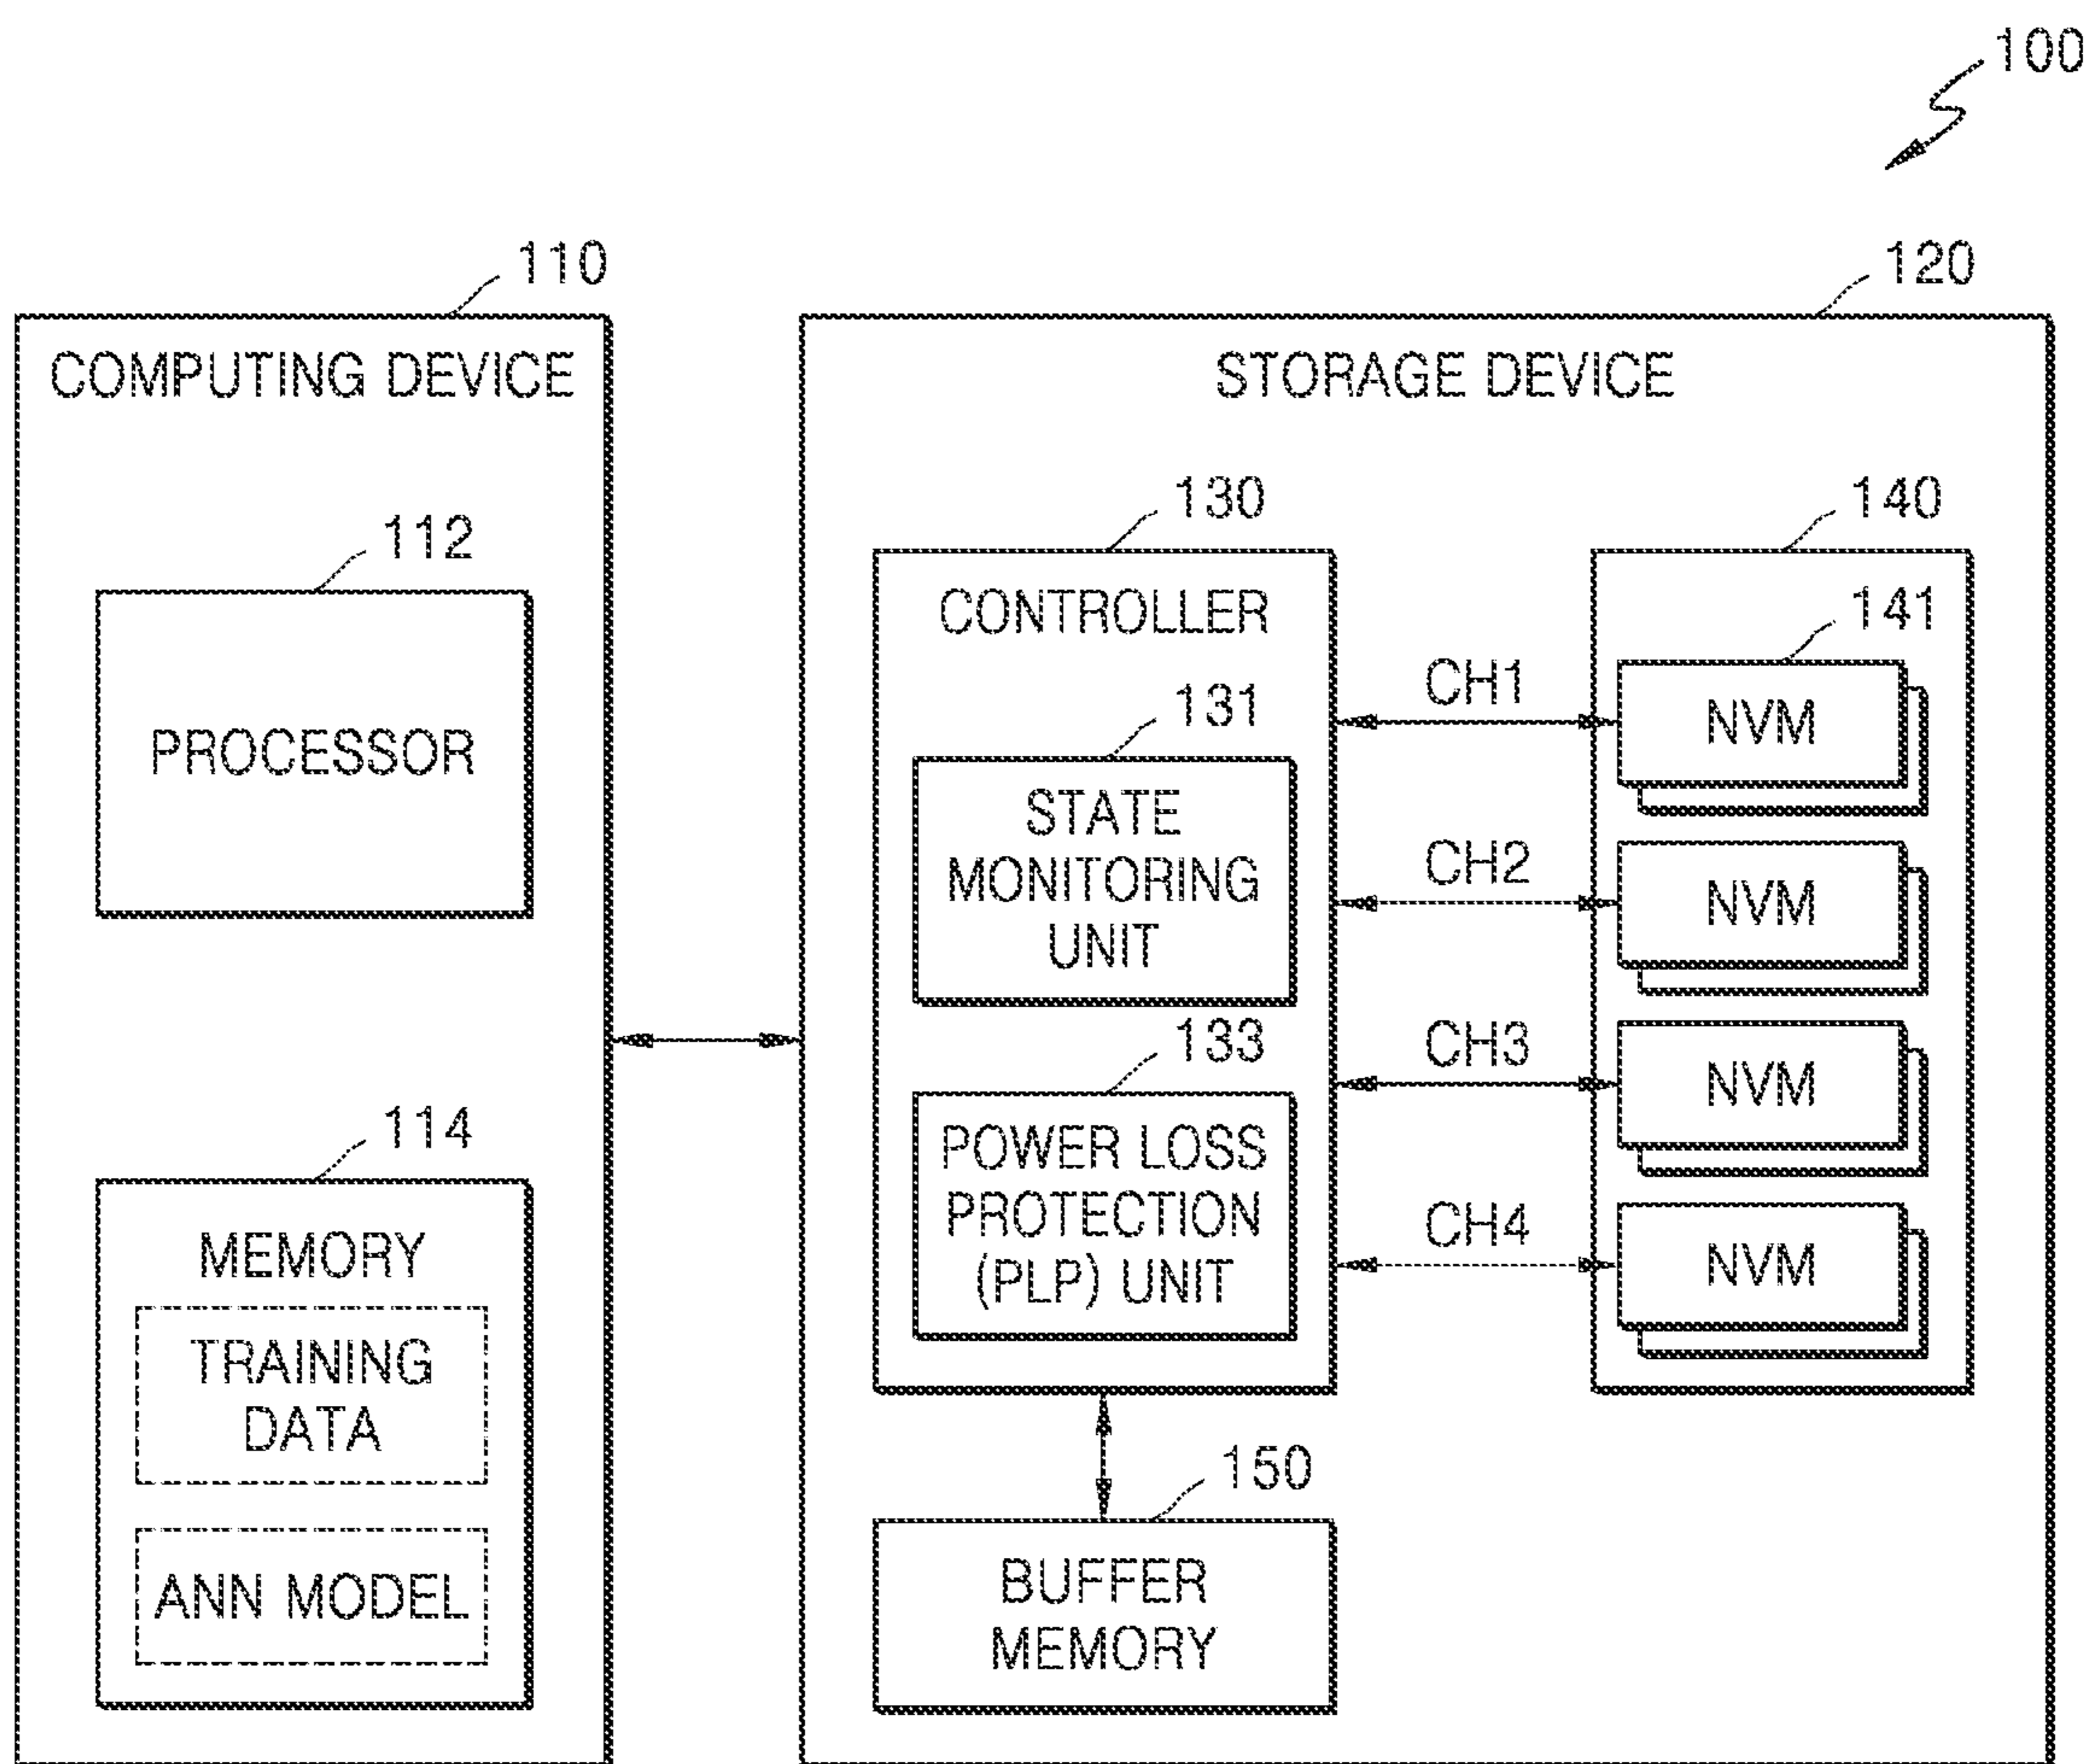 100
110
COMPUTING DEVICE
112
PROCESSOR
114
MEMORY
TRAINING
DATA
ANN MODEL
120
STORAGE DEVICE
130
CONTROLLER
131
STATE
MONITORING
UNIT
133
POWER LOSS
PROTECTION
(PLP) UNIT
CH1
CH2
CH3
CH4
140
141
NVM
NVM
NVM
NVM
150
BUFFER
MEMORY